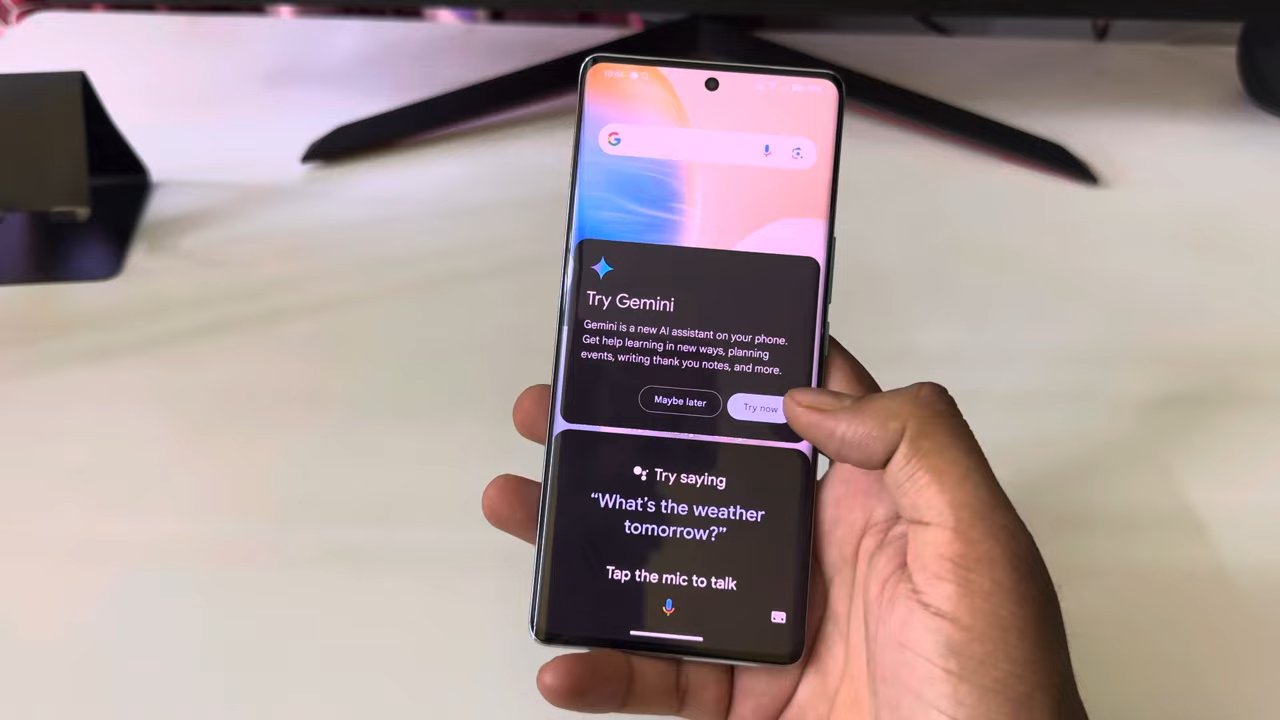 Try Gemini
Gemini is a new AI assistant on your phone.
Get help learning in new ways, planning
events, writing thank you notes, and more.
Maybe later
Try now
Try saying
“What’s the weather
tomorrow?”
Tap the mic to talk